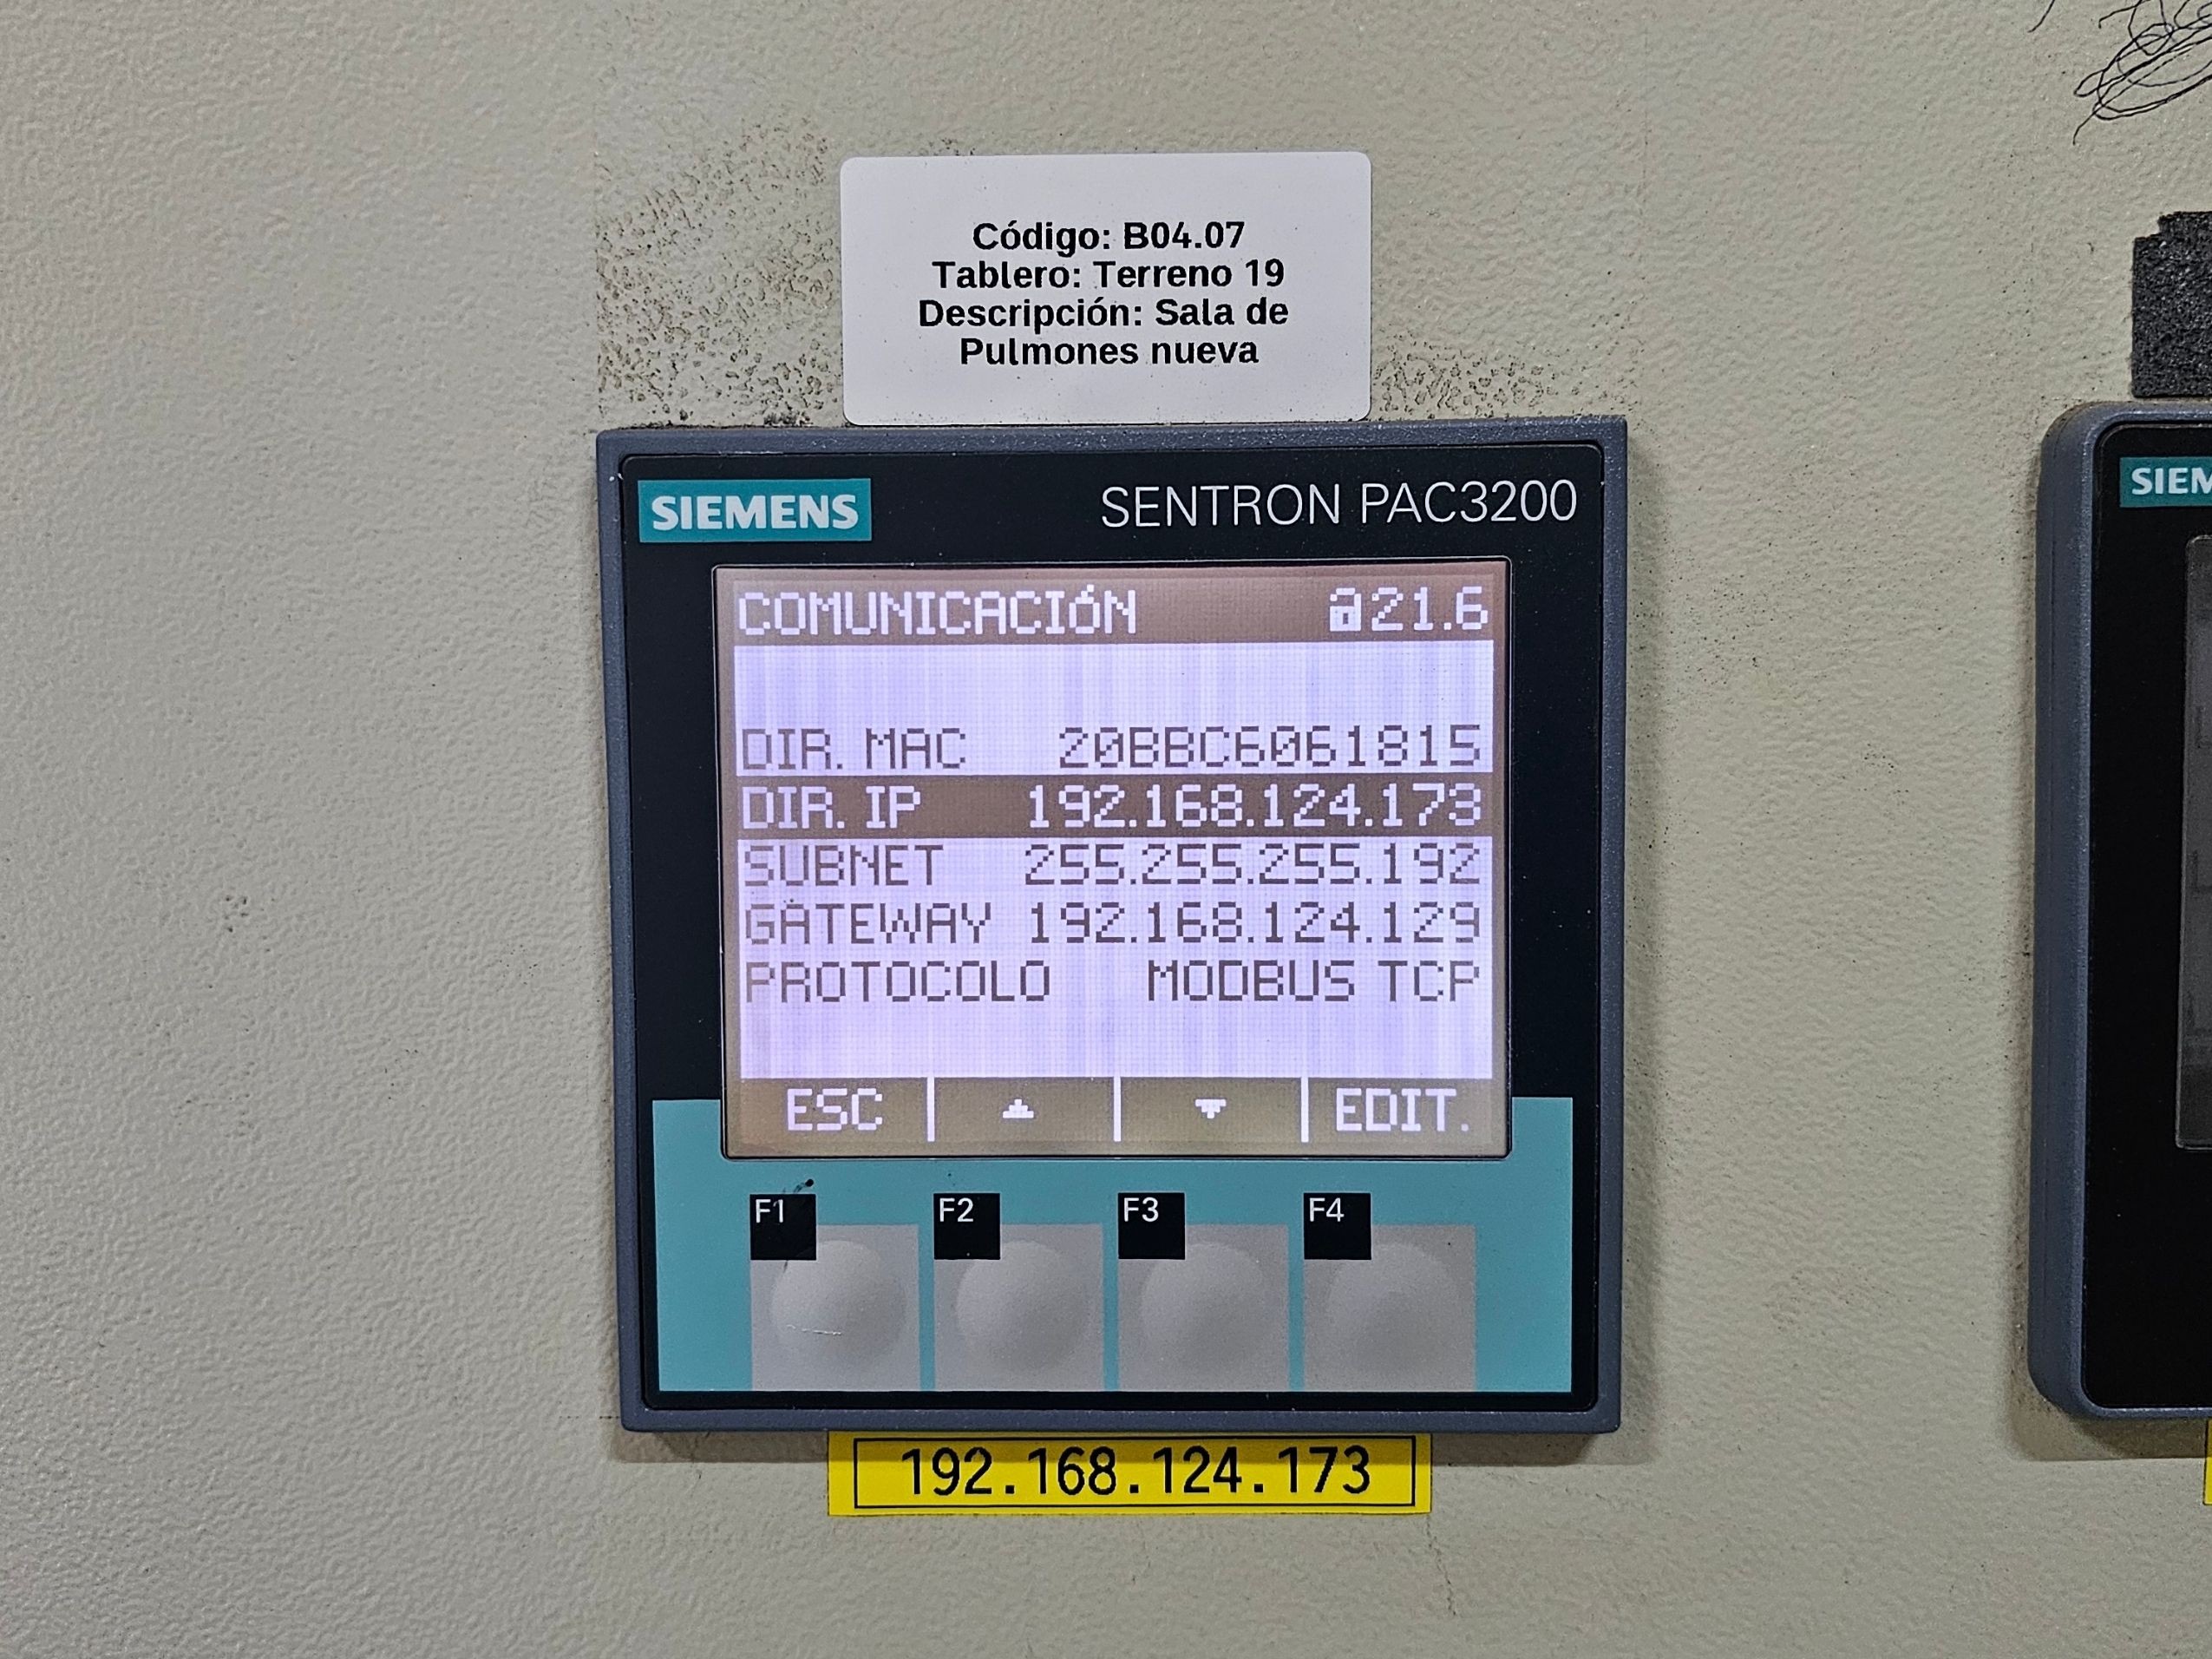 Código: B04.07
Tablero: Terreno 19
Descripción: Sala de
Pulmones nueva
SIEMENS
SENTRON PAC3200
COMUNICACIÓN 21.6
DIR. MAC 20BBC6061815
DIR. IP 192.168.124.173
SUBNET 255.255.255.192
GATEWAY 192.168.124.129
PROTOCOLO MODBUS TCP
ESC EDIT.
F1 F2 F3 F4
192.168.124.173
SIEM